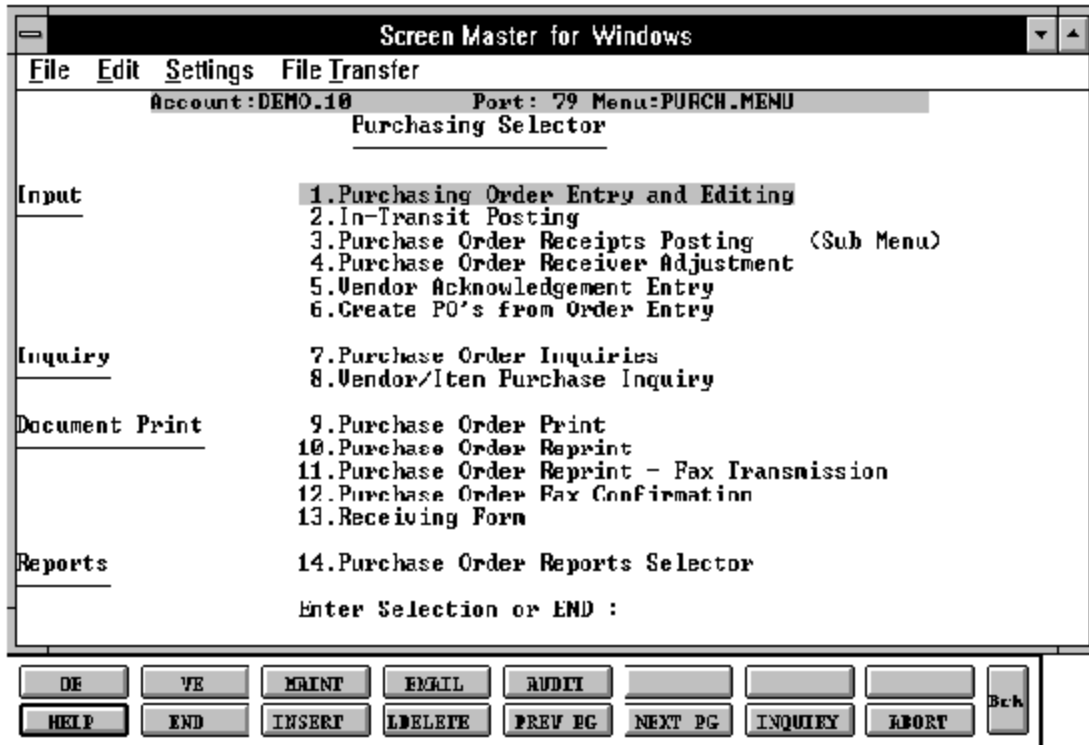 Screen Master for Windows
File Edit Settings File Transfer
Account:DEMO.10 Port: 79 Menu:PURCH.MENU
Purchasing Selector
Input 1.Purchasing Order Entry and Editing
2.In-Transit Posting
3.Purchase Order Receipts Posting (Sub Menu)
4.Purchase Order Receiver Adjustment
5.Vendor Acknowledgement Entry
6.Create PO's from Order Entry
Inquiry 7.Purchase Order Inquiries
8.Vendor/Item Purchase Inquiry
Document Print 9.Purchase Order Print
10.Purchase Order Reprint
11.Purchase Order Reprint - Fax Transmission
12.Purchase Order Fax Confirmation
13.Receiving Form
Reports 14.Purchase Order Reports Selector
Enter Selection or END :
OE VE MAINT EMAIL AUDIT
HELP END INSERT LDELETE PREV PG NEXT PG INQUIRY ABORT Bck